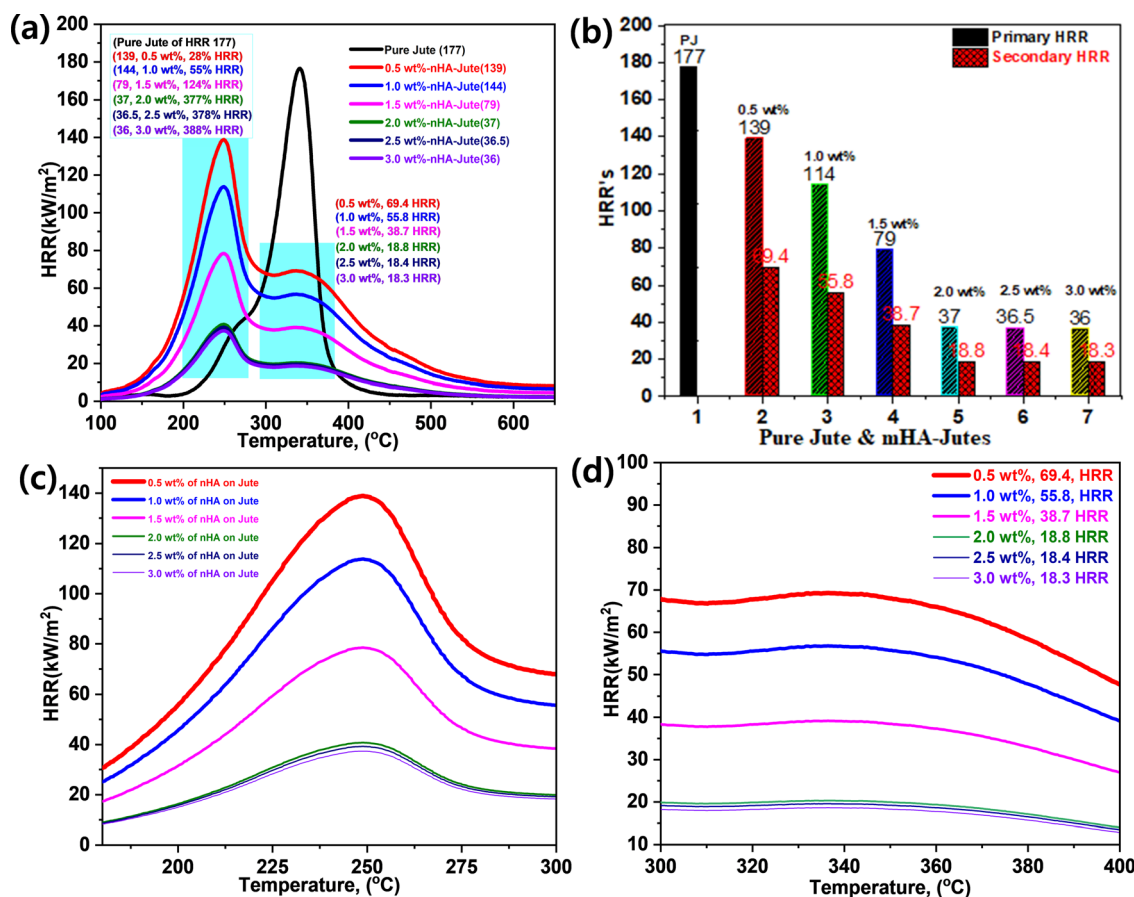 (a)
HRR(kW/m²)
200
180
160
140
120
100
80
60
40
20
0
(Pure Jute of HRR 177)
(139, 0.5 wt%, 28% HRR)
(144, 1.0 wt%, 55% HRR)
(79, 1.5 wt%, 124% HRR)
(37, 2.0 wt%, 377% HRR)
(36.5, 2.5 wt%, 378% HRR)
(36, 3.0 wt%, 388% HRR)
Pure Jute (177)
0.5 wt%-nHA-Jute(139)
1.0 wt%-nHA-Jute(144)
1.5 wt%-nHA-Jute(79)
2.0 wt%-nHA-Jute(37)
2.5 wt%-nHA-Jute(36.5)
3.0 wt%-nHA-Jute(36)
(0.5 wt%, 69.4 HRR)
(1.0 wt%, 55.8 HRR)
(1.5 wt%, 38.7 HRR)
(2.0 wt%, 18.8 HRR)
(2.5 wt%, 18.4 HRR)
(3.0 wt%, 18.3 HRR)
100 200 300 400 500 600
Temperature, (ºC)
(b)
HRR's
200
180
160
140
120
100
80
60
40
20
0
Primary HRR
Secondary HRR
PJ
177
0.5 wt%
139
69.4
1.0 wt%
114
55.8
1.5 wt%
79
38.7
2.0 wt%
37
18.8
2.5 wt%
36.5
18.4
3.0 wt%
36
18.3
1 2 3 4 5 6 7
Pure Jute & mHA-Jutes
(c)
HRR(kW/m²)
140
120
100
80
60
40
20
0
0.5 wt% of nHA on Jute
1.0 wt% of nHA on Jute
1.5 wt% of nHA on Jute
2.0 wt% of nHA on Jute
2.5 wt% of nHA on Jute
3.0 wt% of nHA on Jute
200 225 250 275 300
Temperature, (ºC)
(d)
HRR(kW/m²)
100
90
80
70
60
50
40
30
20
10
0.5 wt%, 69.4, HRR
1.0 wt%, 55.8, HRR
1.5 wt%, 38.7 HRR
2.0 wt%, 18.8 HRR
2.5 wt%, 18.4 HRR
3.0 wt%, 18.3 HRR
300 320 340 360 380 400
Temperature, (ºC)